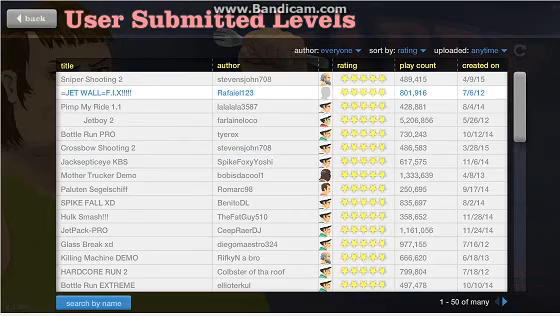 www.Bandicam.com
back User Submitted Levels
author: everyone sort by: rating uploaded: anytime
title author rating play count created on
Sniper Shooting 2 stevensjohn708 489,415 4/9/15
=JET WALL=F.I.X!!!!! Rafaiel123 801,916 7/6/12
Pimp My Ride 1.1 lalalala3587 428,881 8/4/14
Jetboy 2 farlaineloco 5,206,856 5/26/12
Bottle Run PRO tyerex 730,243 10/12/14
Crossbow Shooting 2 stevensjohn708 486,583 3/28/15
Jacksepticeye KBS SpikeFoxyYoshi 617,575 11/6/14
Mother Trucker Demo bobisdacool1 1,333,639 4/8/13
Paluten Segelschiff Romarc98 250,695 9/17/14
SPIKE FALL XD BenitoDL 835,697 8/2/14
Hulk Smash!!! TheFatGuy510 358,652 11/28/14
JetPack-PRO CeepRaerDJ 1,161,056 11/24/14
Glass Break xd diegomaestro324 977,155 7/16/12
Killing Machine DEMO RifkyN a bro 666,620 6/18/13
HARDCORE RUN 2 Colbster of tha roof 799,804 7/18/12
Bottle Run EXTREME ellioterkul 497,478 10/10/14
search by name 1 - 50 of many